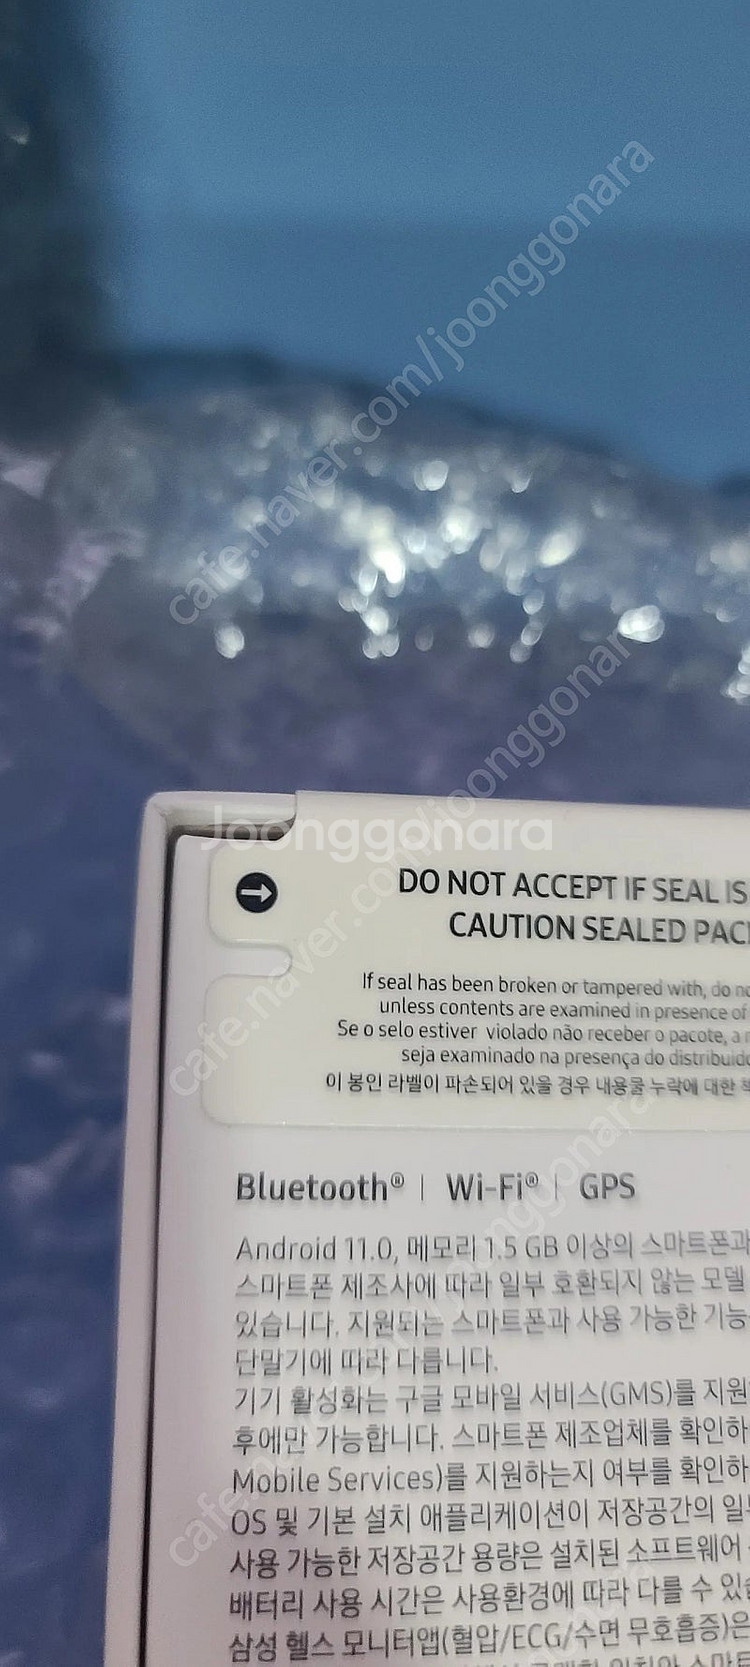 cafe.naver.com/joonggonara
Joonggonara
DO NOT ACCEPT IF SEAL IS
CAUTION SEALED PAC
If seal has been broken or tampered with, do
unless contents are examined in presence of
Se o selo estiver violado não receber o pacote, a
seja examinado na presença do
이 봉인 라벨이 파손되어 있을 경우 내용물 누락에 대한
Bluetooth® | Wi-Fi® | GPS
Android 11.0, 메모리 1.5 GB 이상의 스마트폰과
스마트폰 제조사에 따라 일부 호환되지 않는 모델
있습니다. 지원되는 스마트폰과 사용 가능한 기능
단말기에 따라 다릅니다.
기기 활성화는 구글 모바일 서비스(GMS)를 지원
후에만 가능합니다. 스마트폰 제조업체를 확인하
Mobile Services)를 지원하는지 여부를 확인하
OS 및 기본 설치 애플리케이션이 저장공간의 일
사용 가능한 저장공간 용량은 설치된 소프트웨어
배터리 사용 시간은 사용환경에 따라 다를 수
삼성 헬스 모니터앱(혈압/ECG/수면 무호흡증)은
cafe.naver.com/joonggonara
cafe.naver.com/joonggonara